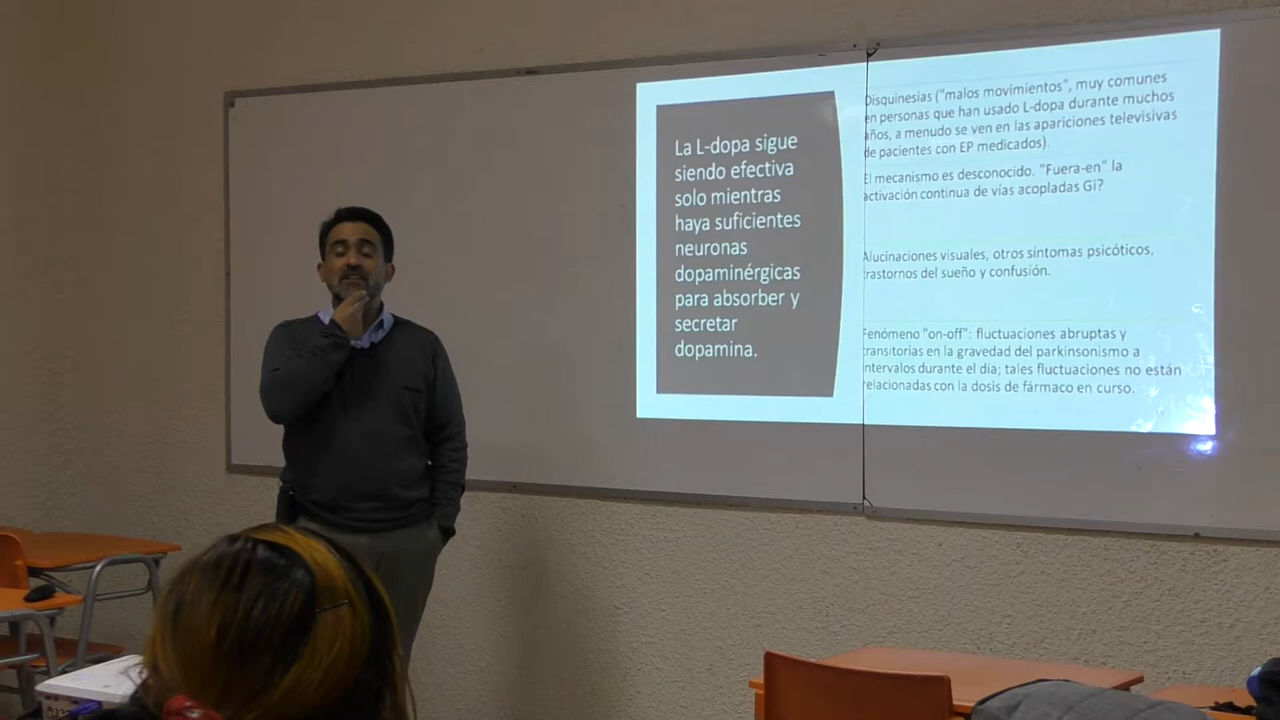 La L-dopa sigue
siendo efectiva
solo mientras
haya suficientes
neuronas
dopaminérgicas
para absorber y
secretar
dopamina.
Disquinesias ("malos movimientos", muy comunes
en personas que han usado L-dopa durante muchos
años, a menudo se ven en las apariciones televisivas
de pacientes con EP medicados).
El mecanismo es desconocido. "Fuera-en" la
activación continua de vías acopladas Gi?
Alucinaciones visuales, otros síntomas psicóticos,
trastornos del sueño y confusión.
Fenómeno "on-off": fluctuaciones abruptas y
transitorias en la gravedad del parkinsonismo a
intervalos durante el día; tales fluctuaciones no están
relacionadas con la dosis de fármaco en curso.